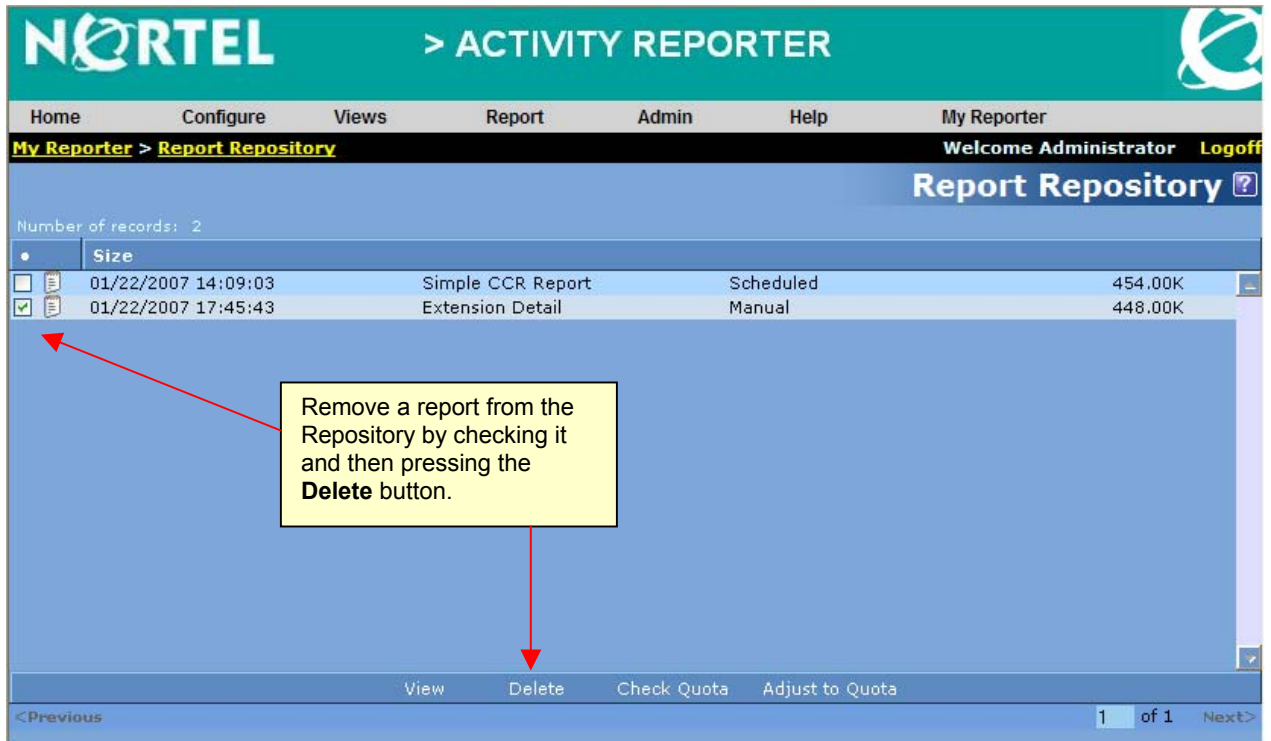 NORTEL > ACTIVITY REPORTER
Home Configure Views Report Admin Help My Reporter
My Reporter > Report Repository Welcome Administrator Logoff
Report Repository ?
Number of records: 2
• Size
01/22/2007 14:09:03 Simple CCR Report Scheduled 454.00K
01/22/2007 17:45:43 Extension Detail Manual 448.00K
Remove a report from the
Repository by checking it
and then pressing the
Delete button.
View Delete Check Quota Adjust to Quota
<Previous 1 of 1 Next>